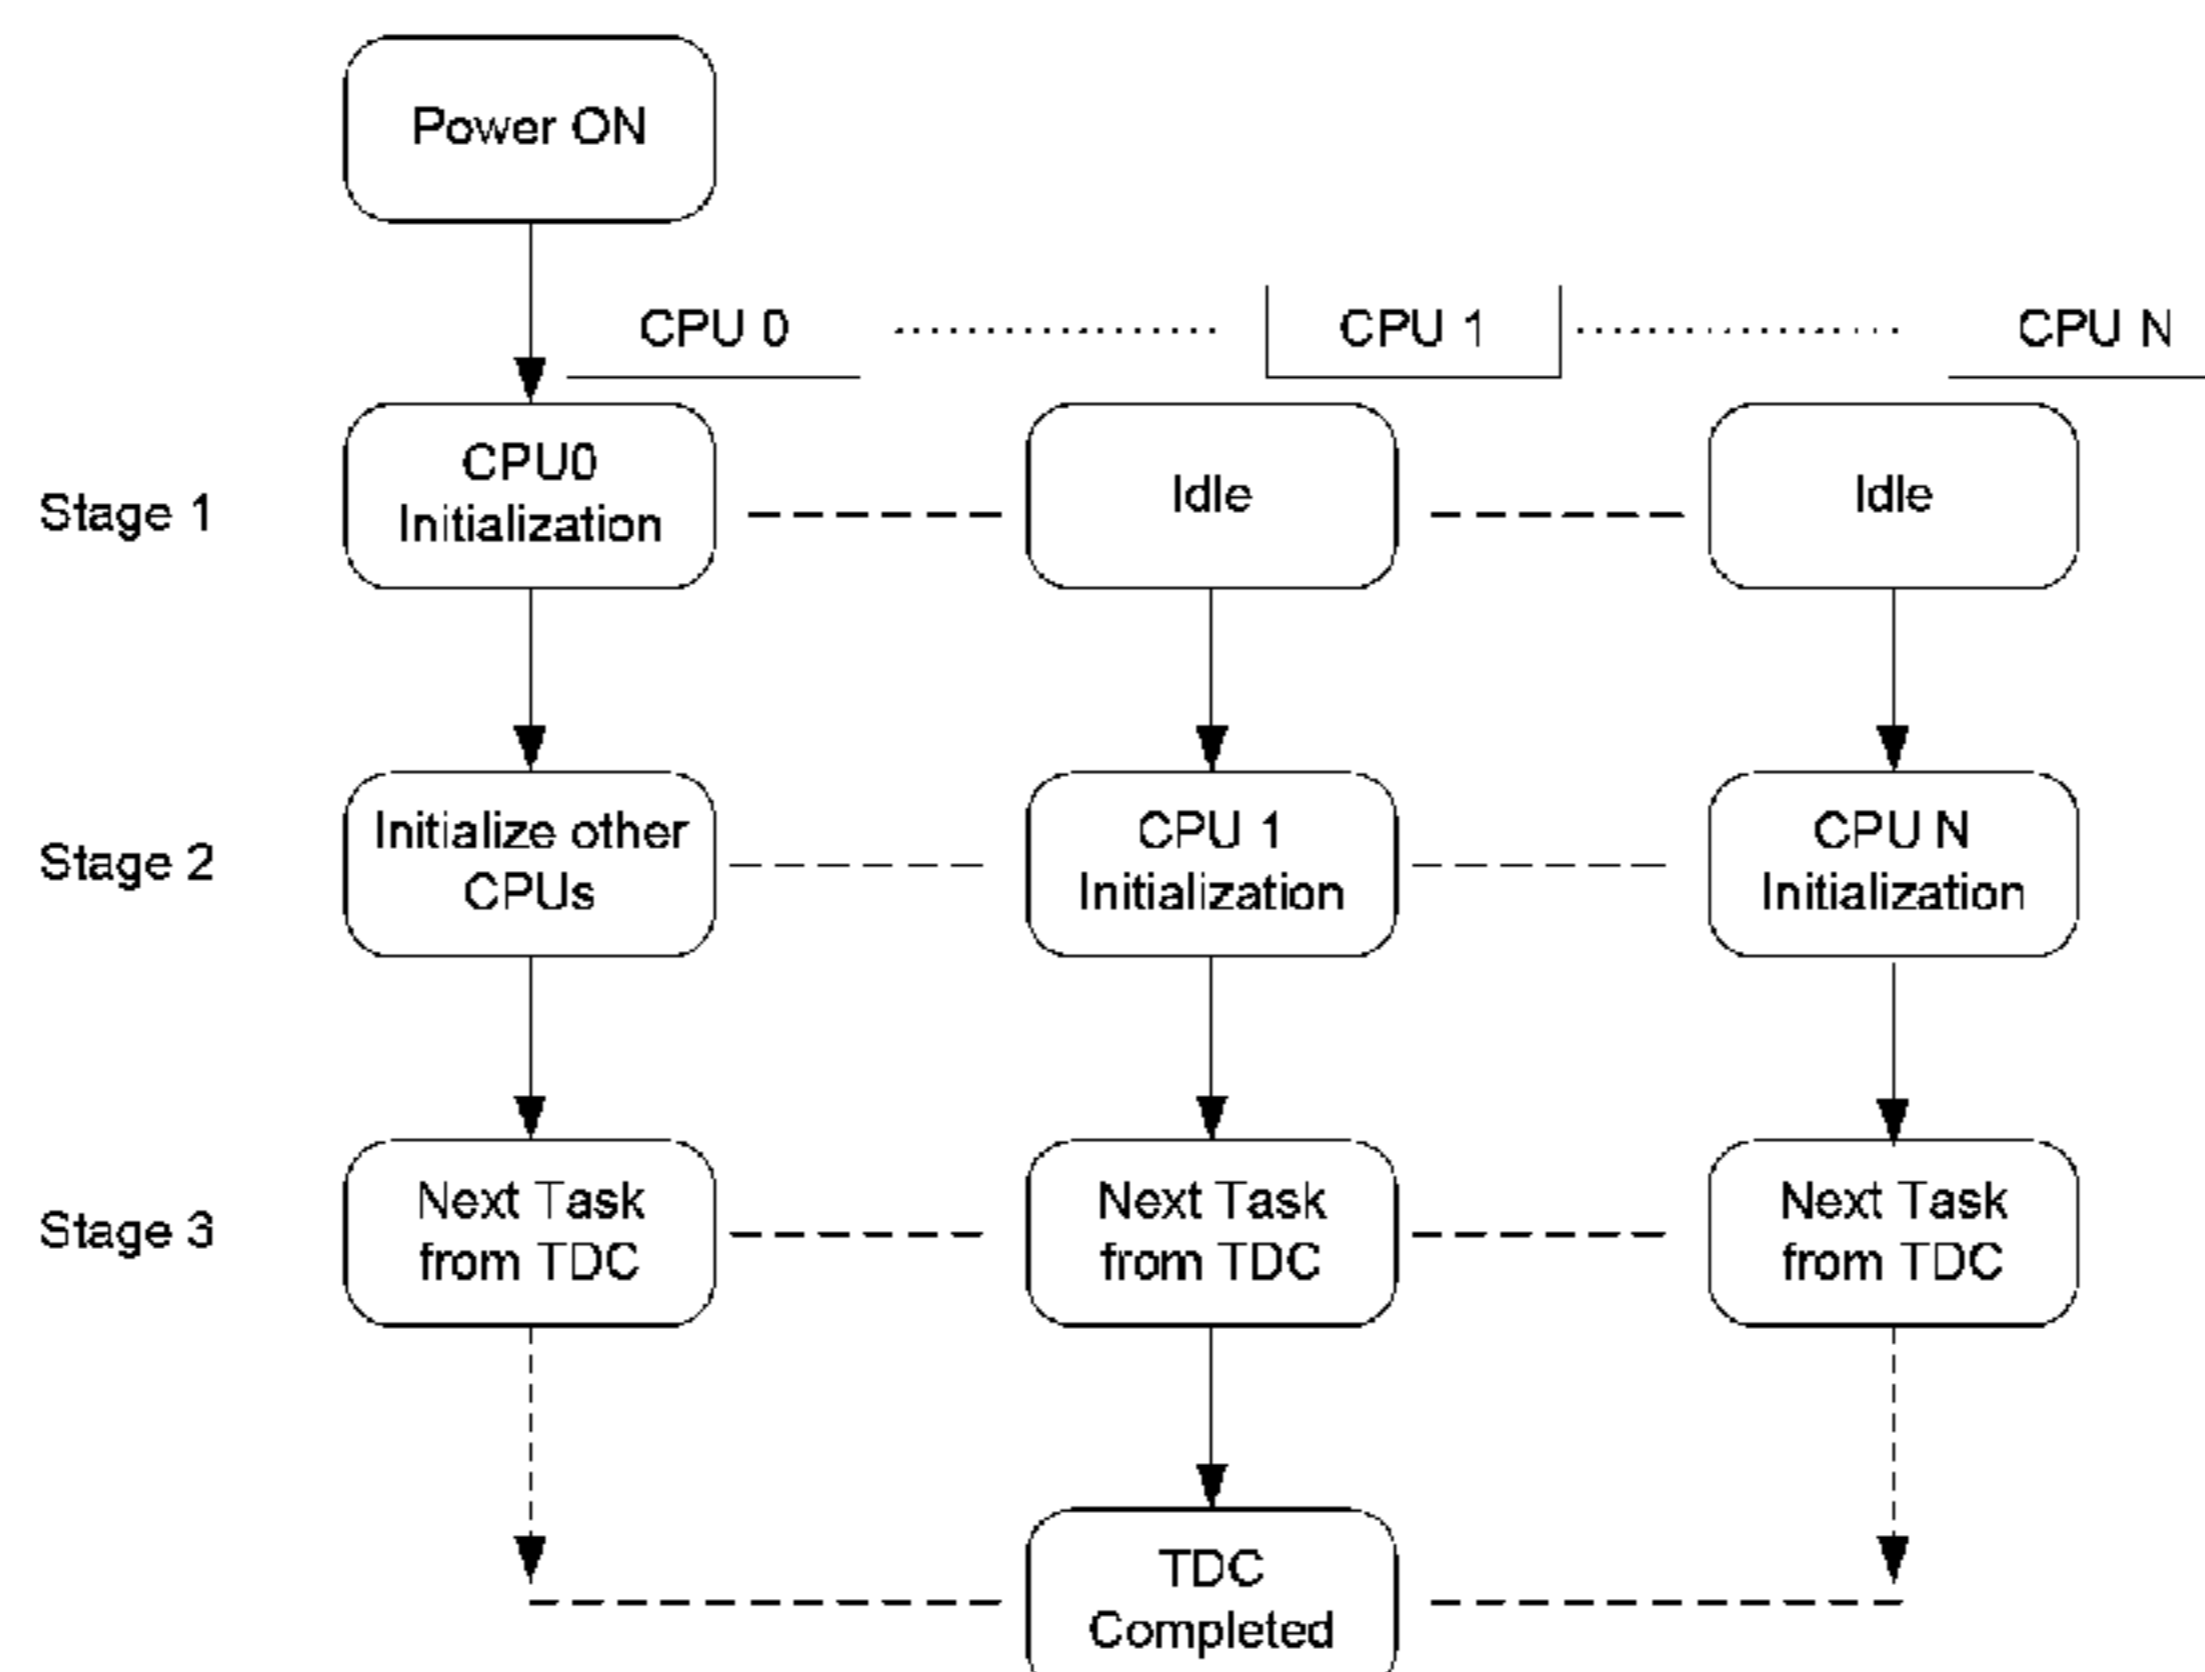 Power ON
CPU 0
CPU 1
CPU N
Stage 1
CPU0
Initialization
Idle
Idle
Stage 2
Initialize other
CPUs
CPU 1
Initialization
CPU N
Initialization
Stage 3
Next Task
from TDC
Next Task
from TDC
Next Task
from TDC
TDC
Completed